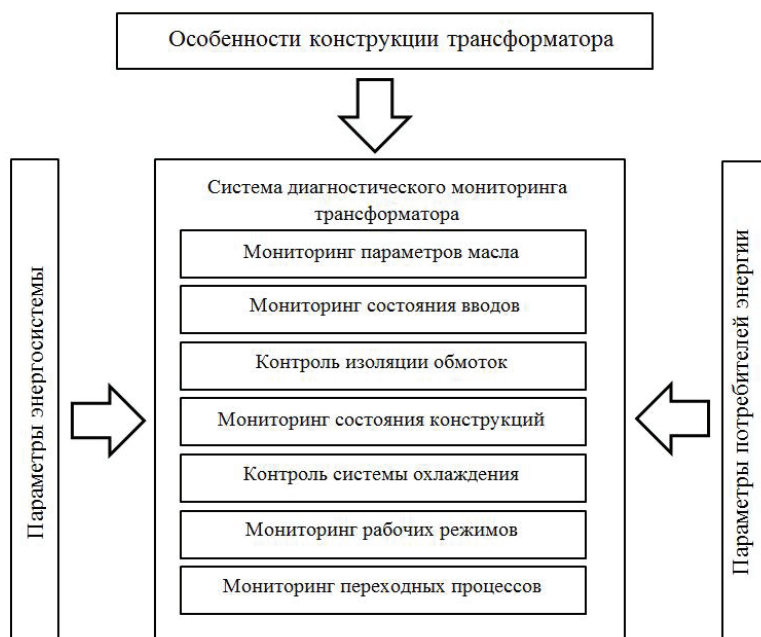 Особенности конструкции трансформатора
Параметры энергосистемы
Система диагностического мониторинга
трансформатора
Мониторинг параметров масла
Мониторинг состояния вводов
Контроль изоляции обмоток
Мониторинг состояния конструкций
Контроль системы охлаждения
Мониторинг рабочих режимов
Мониторинг переходных процессов
Параметры потребителей энергии